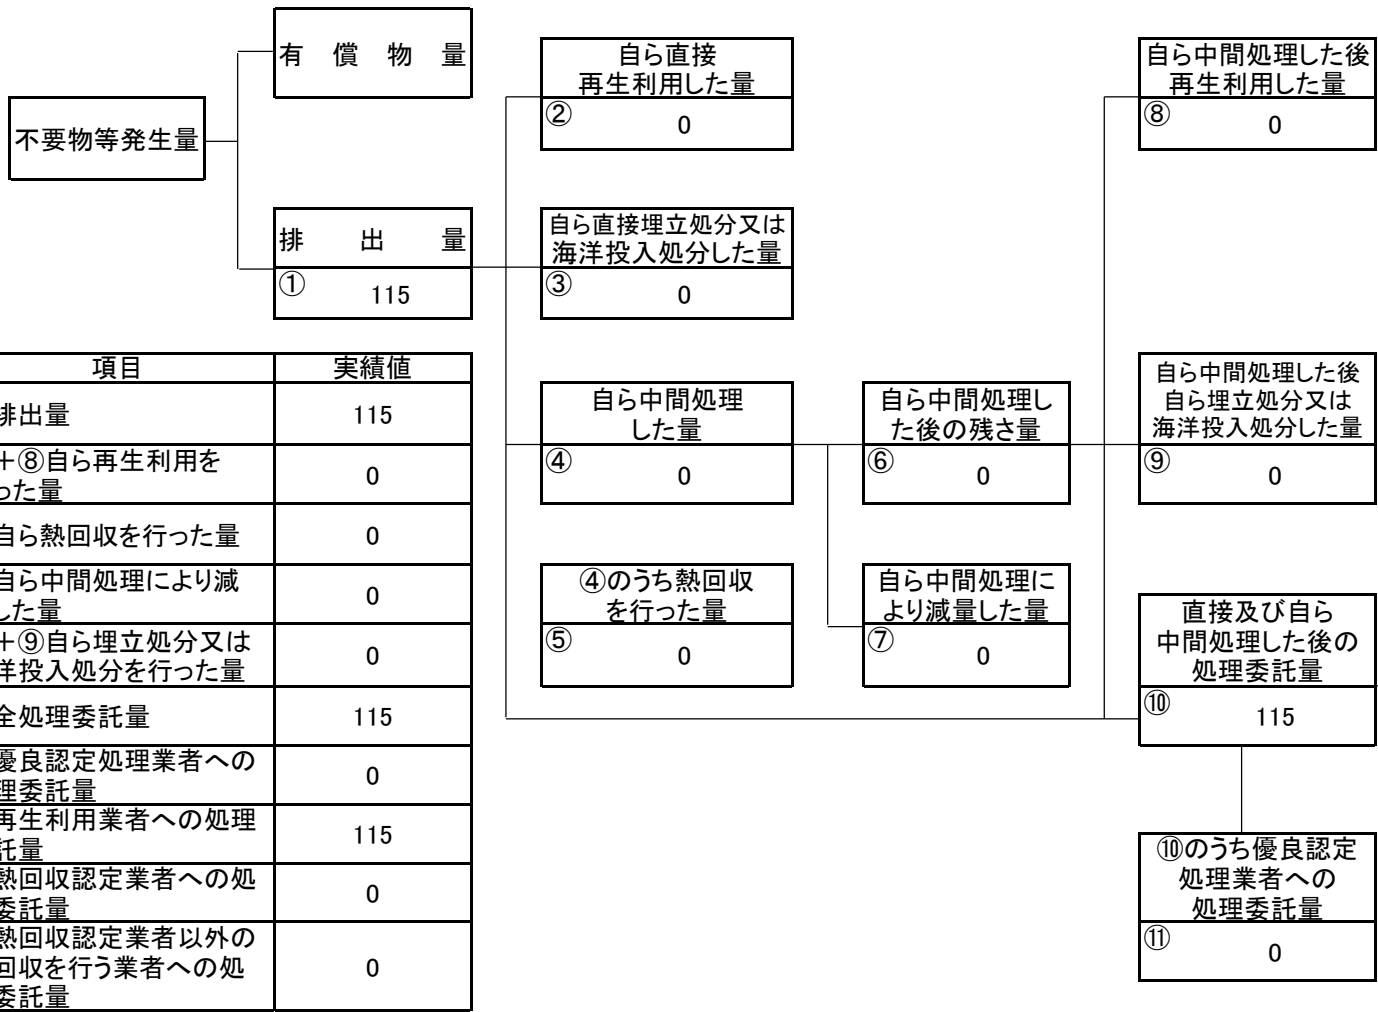 有償物量
不要物等発生量
排出量
①
115
自ら直接
再生利用した量
②
0
自ら直接埋立処分又は
海洋投入処分した量
③
0
自ら中間処理
した量
④
0
④のうち熱回収
を行った量
⑤
0
自ら中間処理し
た後の残さ量
⑥
0
自ら中間処理に
より減量した量
⑦
0
自ら中間処理した後
再生利用した量
⑧
0
自ら中間処理した後
自ら埋立処分又は
海洋投入処分した量
⑨
0
直接及び自ら
中間処理した後の
処理委託量
⑩
115
⑩のうち優良認定
処理業者への
処理委託量
⑪
0
項目 実績値
排出量 115
+⑧自ら再生利用を
った量 0
自ら熱回収を行った量 0
自ら中間処理により減
した量 0
+⑨自ら埋立処分又は
洋投入処分を行った量 0
全処理委託量 115
優良認定処理業者への
理委託量 0
再生利用業者への処理
託量 115
熱回収認定業者への処
委託量 0
熱回収認定業者以外の
回収を行う業者への処
委託量 0